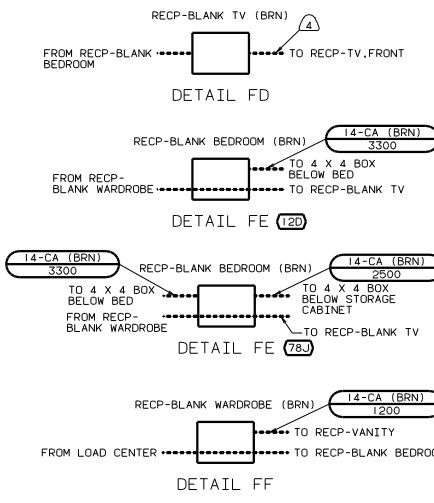 RECP-BLANK TV (BRN)
4
FROM RECP-BLANK
BEDROOM
TO RECP-TV,FRONT
DETAIL FD
RECP-BLANK BEDROOM (BRN)
14-CA (BRN)
3300
TO 4 X 4 BOX
BELOW BED
FROM RECP-
BLANK WARDROBE
TO RECP-BLANK TV
DETAIL FE 12D
14-CA (BRN)
3300
RECP-BLANK BEDROOM (BRN)
14-CA (BRN)
2500
TO 4 X 4 BOX
BELOW BED
TO 4 X 4 BOX
BELOW STORAGE
CABINET
FROM RECP-
BLANK WARDROBE
TO RECP-BLANK TV
DETAIL FE 78J
RECP-BLANK WARDROBE (BRN)
14-CA (BRN)
1200
TO RECP-VANITY
FROM LOAD CENTER
TO RECP-BLANK BEDROO
DETAIL FF